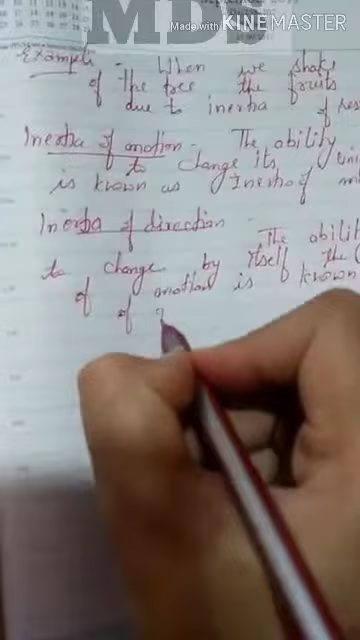 MDS
Made with KINEMASTER
Example - When we shake
of the tree the fruits
due to inertia of
Inertia of motion - The ability
to change its
is known as Inertia of
Inertia of direction -
The ability
to change by itself the
of motion is known
of